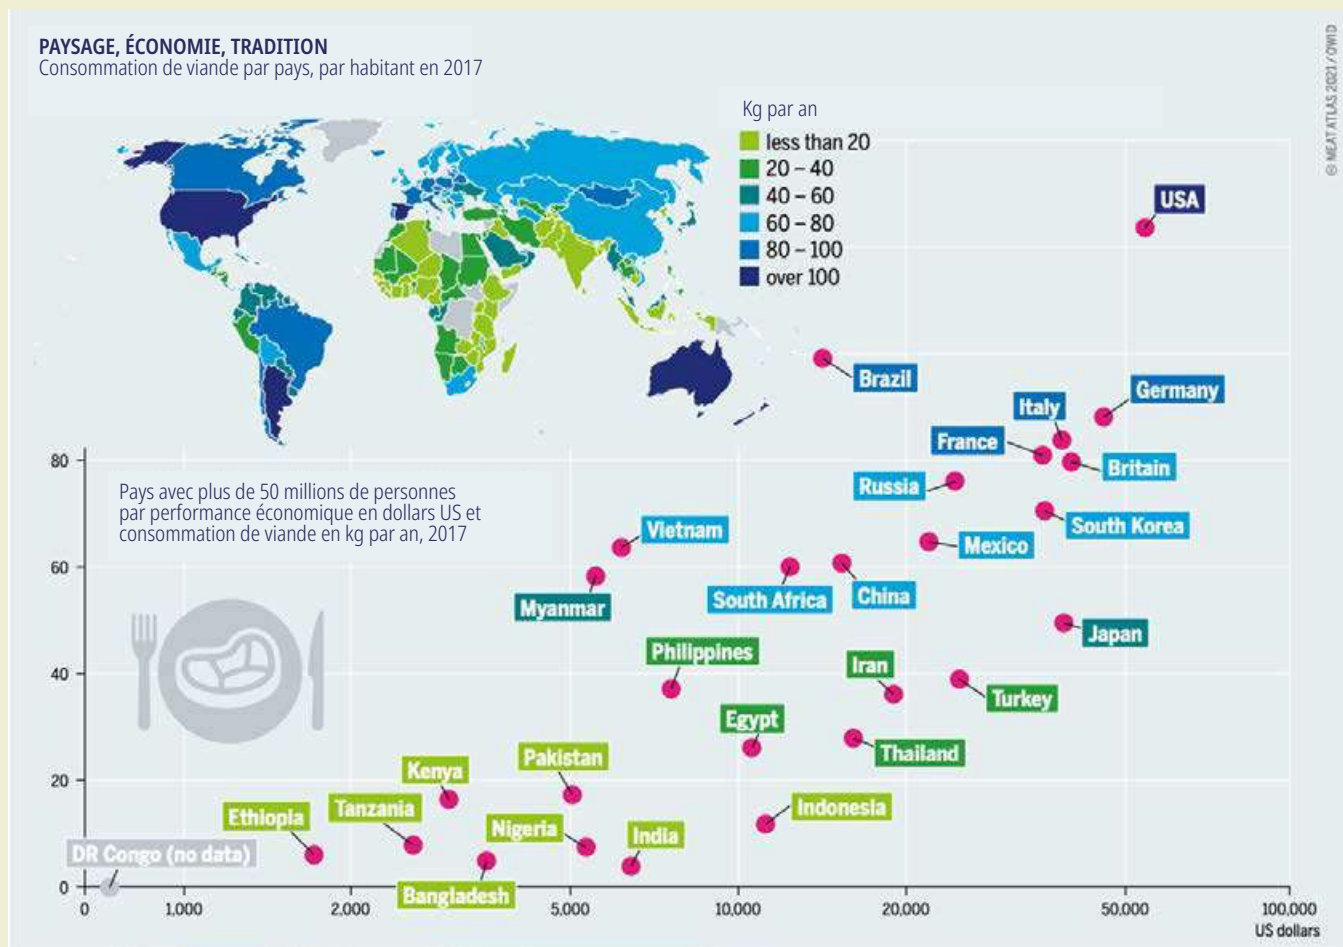 PAYSAGE, ÉCONOMIE, TRADITION
Consommation de viande par pays, par habitant en 2017
© MEAT ATLAS 2021 / OWID
Kg par an
less than 20
20 – 40
40 – 60
60 – 80
80 – 100
over 100
USA
Brazil
Germany
Italy
France
Britain
Russia
South Korea
Mexico
Vietnam
South Africa
China
Myanmar
Japan
Philippines
Iran
Turkey
Egypt
Thailand
Pakistan
Kenya
Indonesia
Tanzania
Ethiopia
Nigeria
India
DR Congo (no data)
Bangladesh
Pays avec plus de 50 millions de personnes
par performance économique en dollars US et
consommation de viande en kg par an, 2017
80
60
40
20
0
0 1,000 2,000 5,000 10,000 20,000 50,000 100,000
US dollars